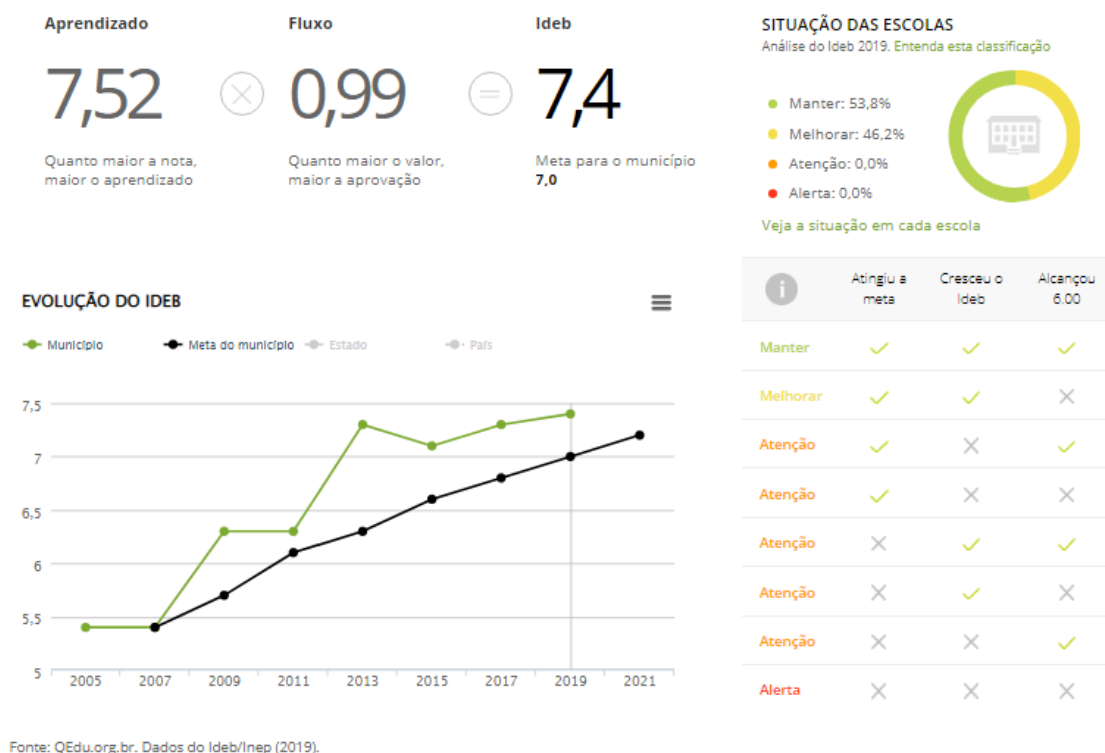 Aprendizado
Fluxo
Ideb
7,52
0,99
7,4
Quanto maior a nota,
maior o aprendizado
Quanto maior o valor,
maior a aprovação
Meta para o município
7,0
SITUAÇÃO DAS ESCOLAS
Análise do Ideb 2019. Entenda esta classificação
Manter: 53,8%
Melhorar: 46,2%
Atenção: 0,0%
Alerta: 0,0%
Veja a situação em cada escola
EVOLUÇÃO DO IDEB
Município
Meta do município
Estado
País
7,5
7
6,5
6
5,5
5
2005 2007 2009 2011 2013 2015 2017 2019 2021
Atingiu a
meta
Cresceu o
Ideb
Alcançou
6.00
Manter
Melhorar
Atenção
Atenção
Atenção
Atenção
Atenção
Alerta
Fonte: QEdu.org.br. Dados do Ideb/Inep (2019).